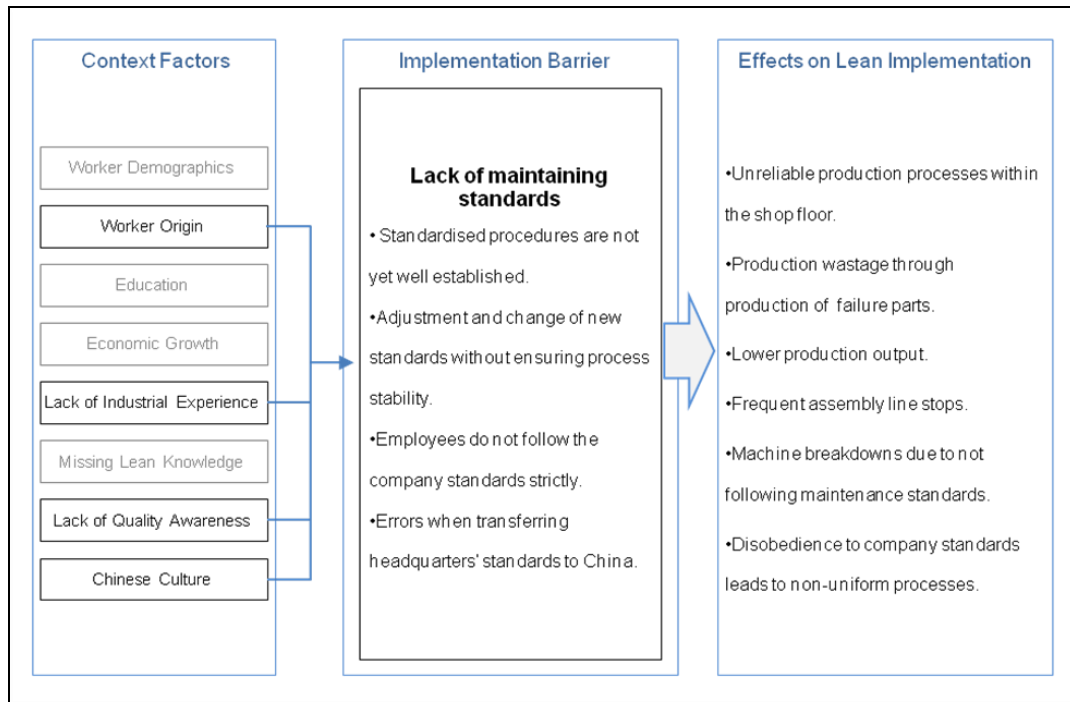 Context Factors
Worker Demographics
Worker Origin
Education
Economic Growth
Lack of Industrial Experience
Missing Lean Knowledge
Lack of Quality Awareness
Chinese Culture
Implementation Barrier
Lack of maintaining
standards
•Standardised procedures are not
yet well established.
•Adjustment and change of new
standards without ensuring process
stability.
•Employees do not follow the
company standards strictly.
•Errors when transferring
headquarters' standards to China.
Effects on Lean Implementation
•Unreliable production processes within
the shop floor.
•Production wastage through
production of failure parts.
•Lower production output.
•Frequent assembly line stops.
•Machine breakdowns due to not
following maintenance standards.
•Disobedience to company standards
leads to non-uniform processes.